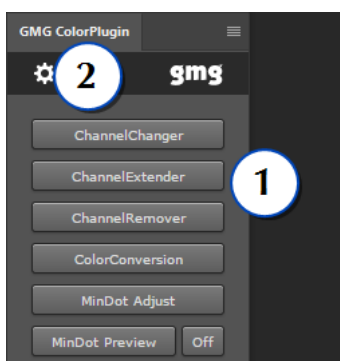 GMG ColorPlugin
2
gmg
ChannelChanger
ChannelExtender
1
ChannelRemover
ColorConversion
MinDot Adjust
MinDot Preview Off